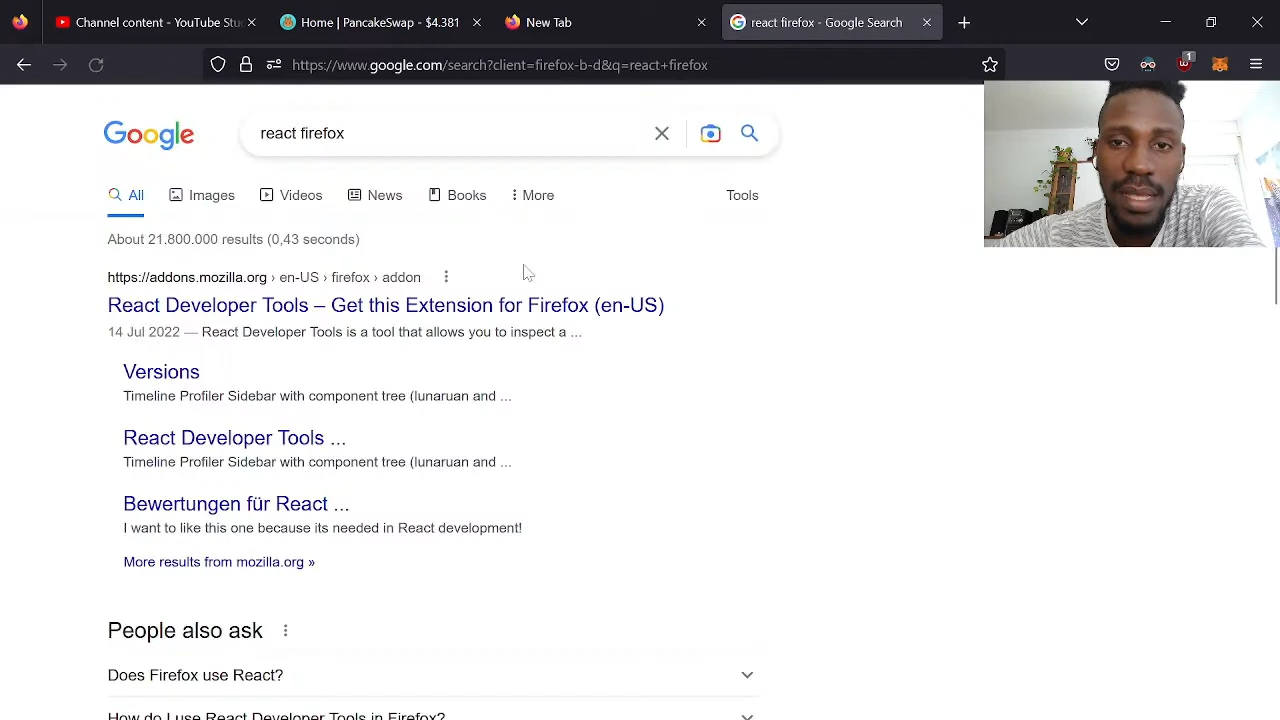 Channel content - YouTube Stu
Home | PancakeSwap - $4.381
New Tab
react firefox - Google Search
https://www.google.com/search?client=firefox-b-d&q=react+firefox
1
Google
react firefox
All
Images
Videos
News
Books
More
Tools
About 21.800.000 results (0,43 seconds)
https://addons.mozilla.org › en-US › firefox › addon
React Developer Tools – Get this Extension for Firefox (en-US)
14 Jul 2022 — React Developer Tools is a tool that allows you to inspect a ...
Versions
Timeline Profiler Sidebar with component tree (lunaruan and ...
React Developer Tools ...
Timeline Profiler Sidebar with component tree (lunaruan and ...
Bewertungen für React ...
I want to like this one because its needed in React development!
More results from mozilla.org »
People also ask
Does Firefox use React?
How do I use React Developer Tools in Firefox?